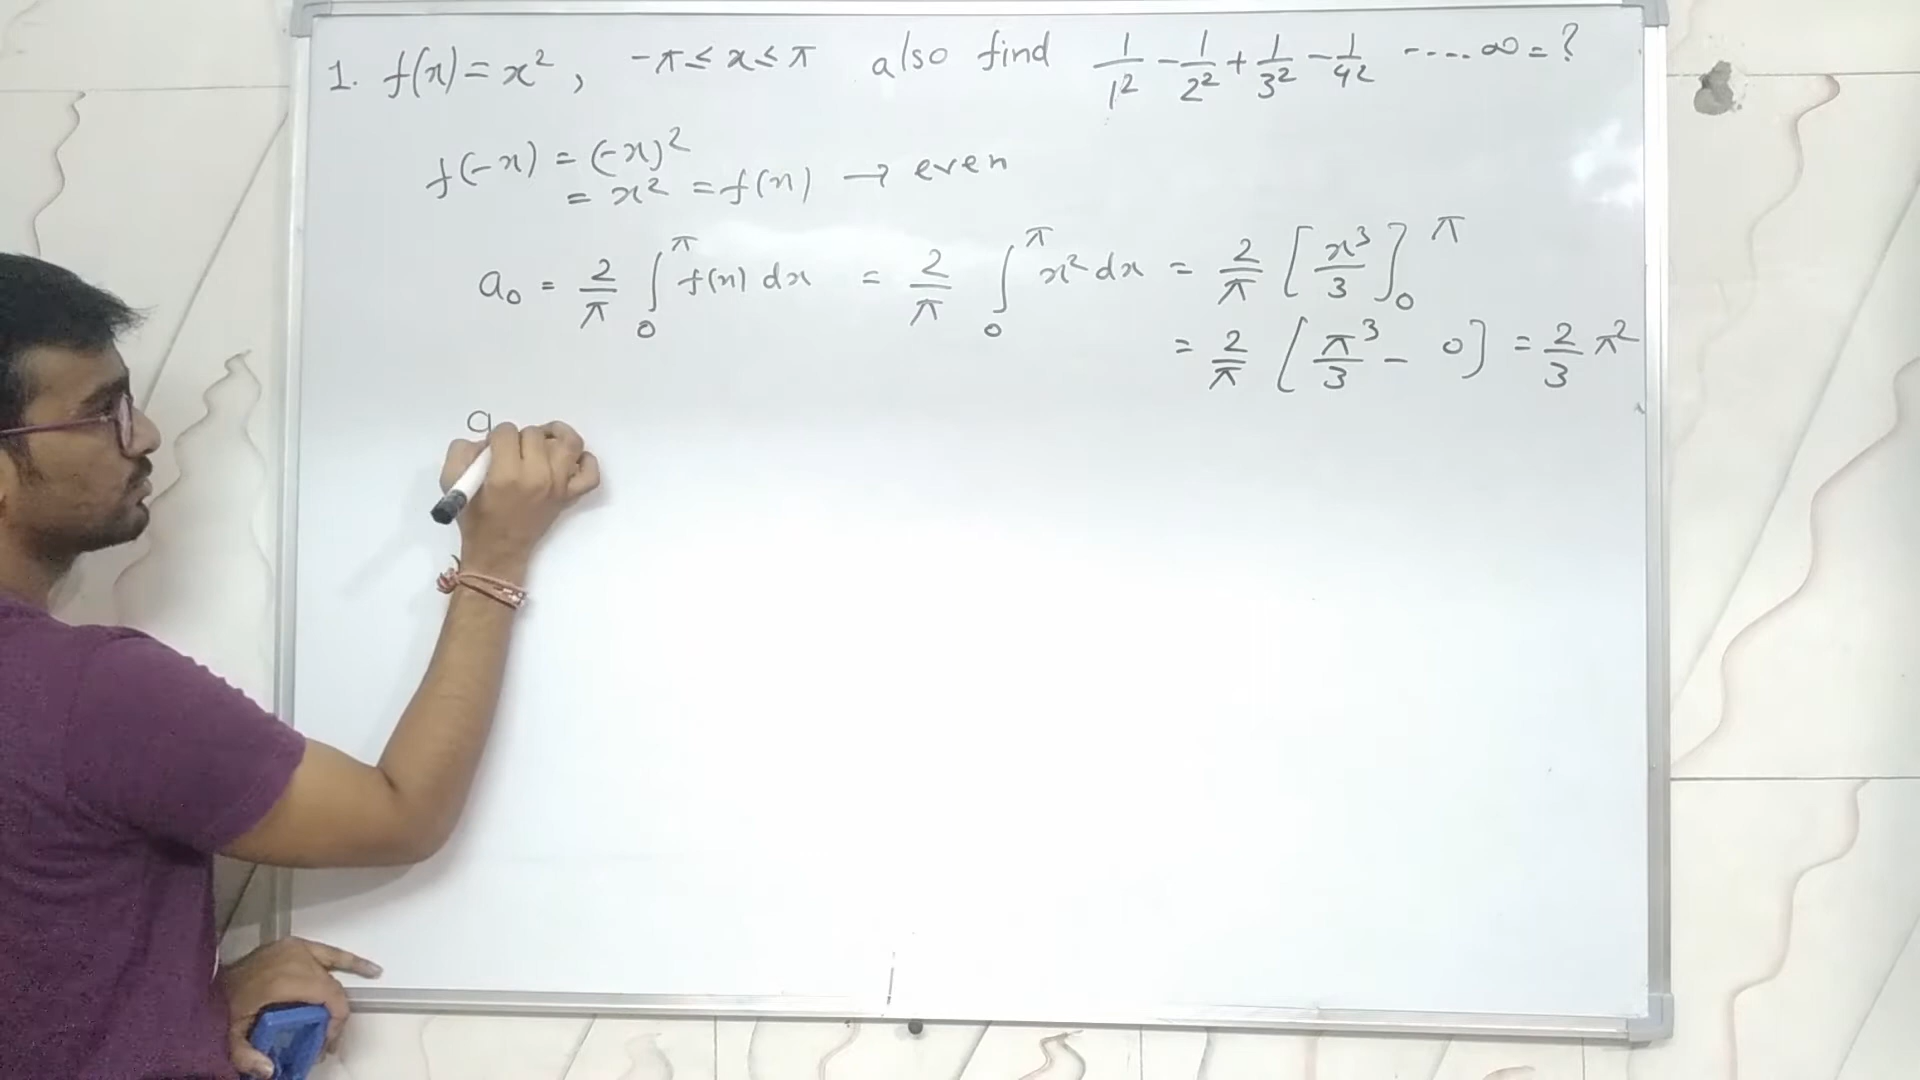 1. f(x) = x², -π ≤ x ≤ π also find 1/1² - 1/2² + 1/3² - 1/4² ----∞ = ?
f(-x) = (-x)²
= x² = f(x) → even
a₀ = 2/π ∫₀^π f(x) dx = 2/π ∫₀^π x² dx = 2/π [x³/3]₀^π
= 2/π [π³/3 - 0] = 2/3 π²
a